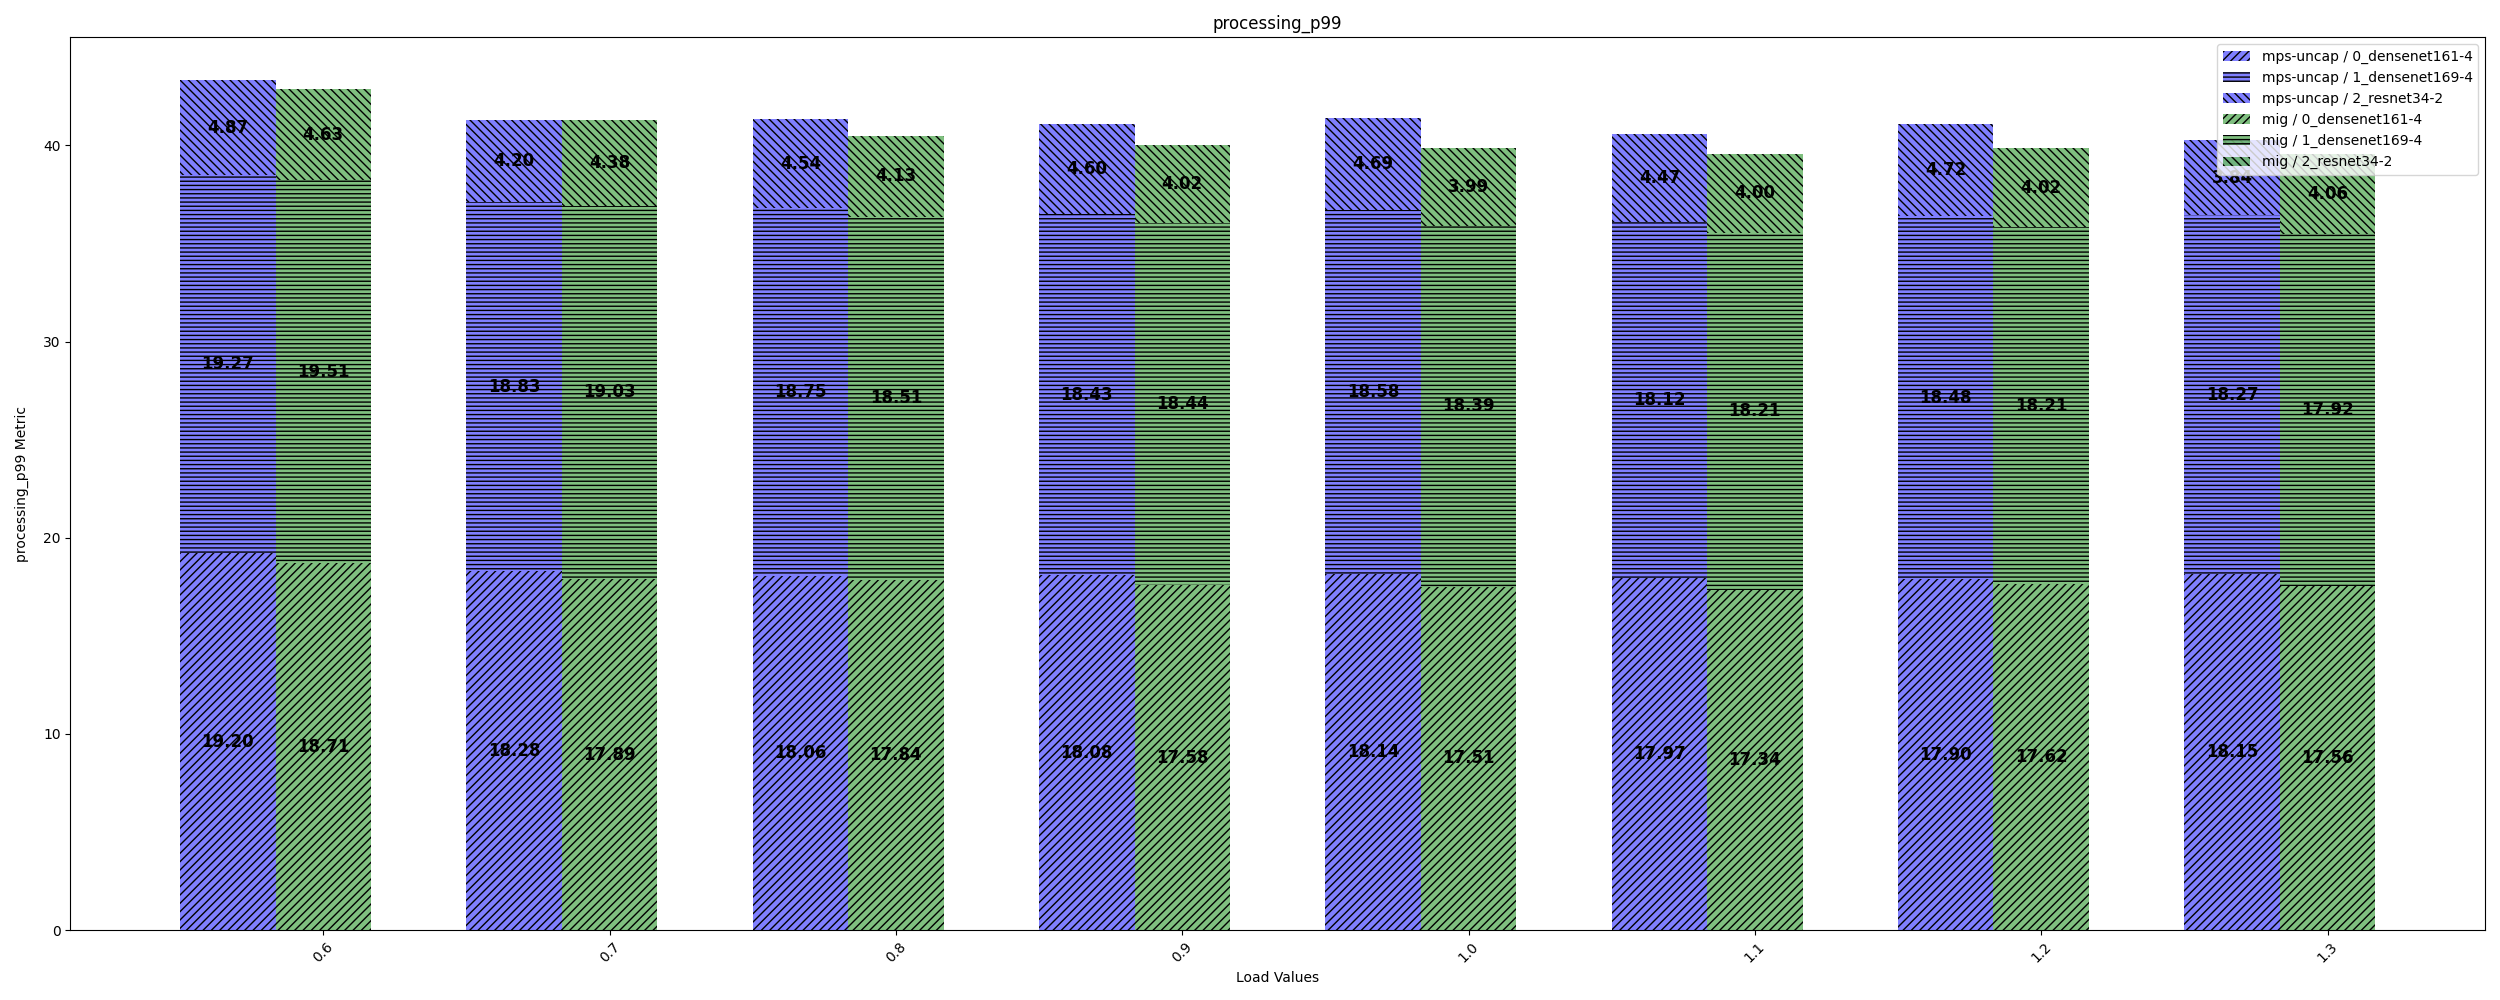 processing_p99
mps-uncap / 0_densenet161-4
mps-uncap / 1_densenet169-4
mps-uncap / 2_resnet34-2
mig / 0_densenet161-4
mig / 1_densenet169-4
mig / 2_resnet34-2
processing_p99 Metric
40
30
20
10
0
4.87 4.63 4.20 4.38 4.54 4.13 4.60 4.02 4.69 3.99 4.47 4.00 4.72 4.02 3.84 4.06
19.27 19.51 18.83 19.03 18.75 18.51 18.43 18.44 18.58 18.39 18.12 18.21 18.48 18.21 18.27 17.92
19.20 18.71 18.28 17.89 18.06 17.84 18.08 17.58 18.14 17.51 17.97 17.34 17.90 17.62 18.15 17.56
0.6 0.7 0.8 0.9 1.0 1.1 1.2 1.3
Load Values